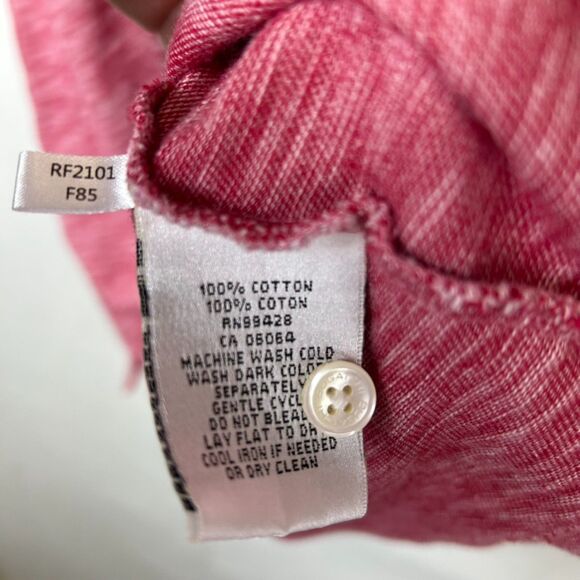 RF2101
F85
100% COTTON
100% COTON
RN99428
CA 06064
MACHINE WASH COLD
WASH DARK
SEPARATELY
GENTLE
DO NOT
LAY FLAT TO
COOL IRON IF NEEDED
OR DRY CLEAN